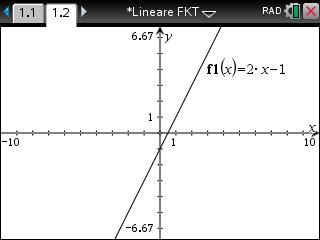 1.1 1.2 *Lineare FKT RAD
6.67 y
f1(x)=2·x−1
1
x
-10 1 10
-6.67